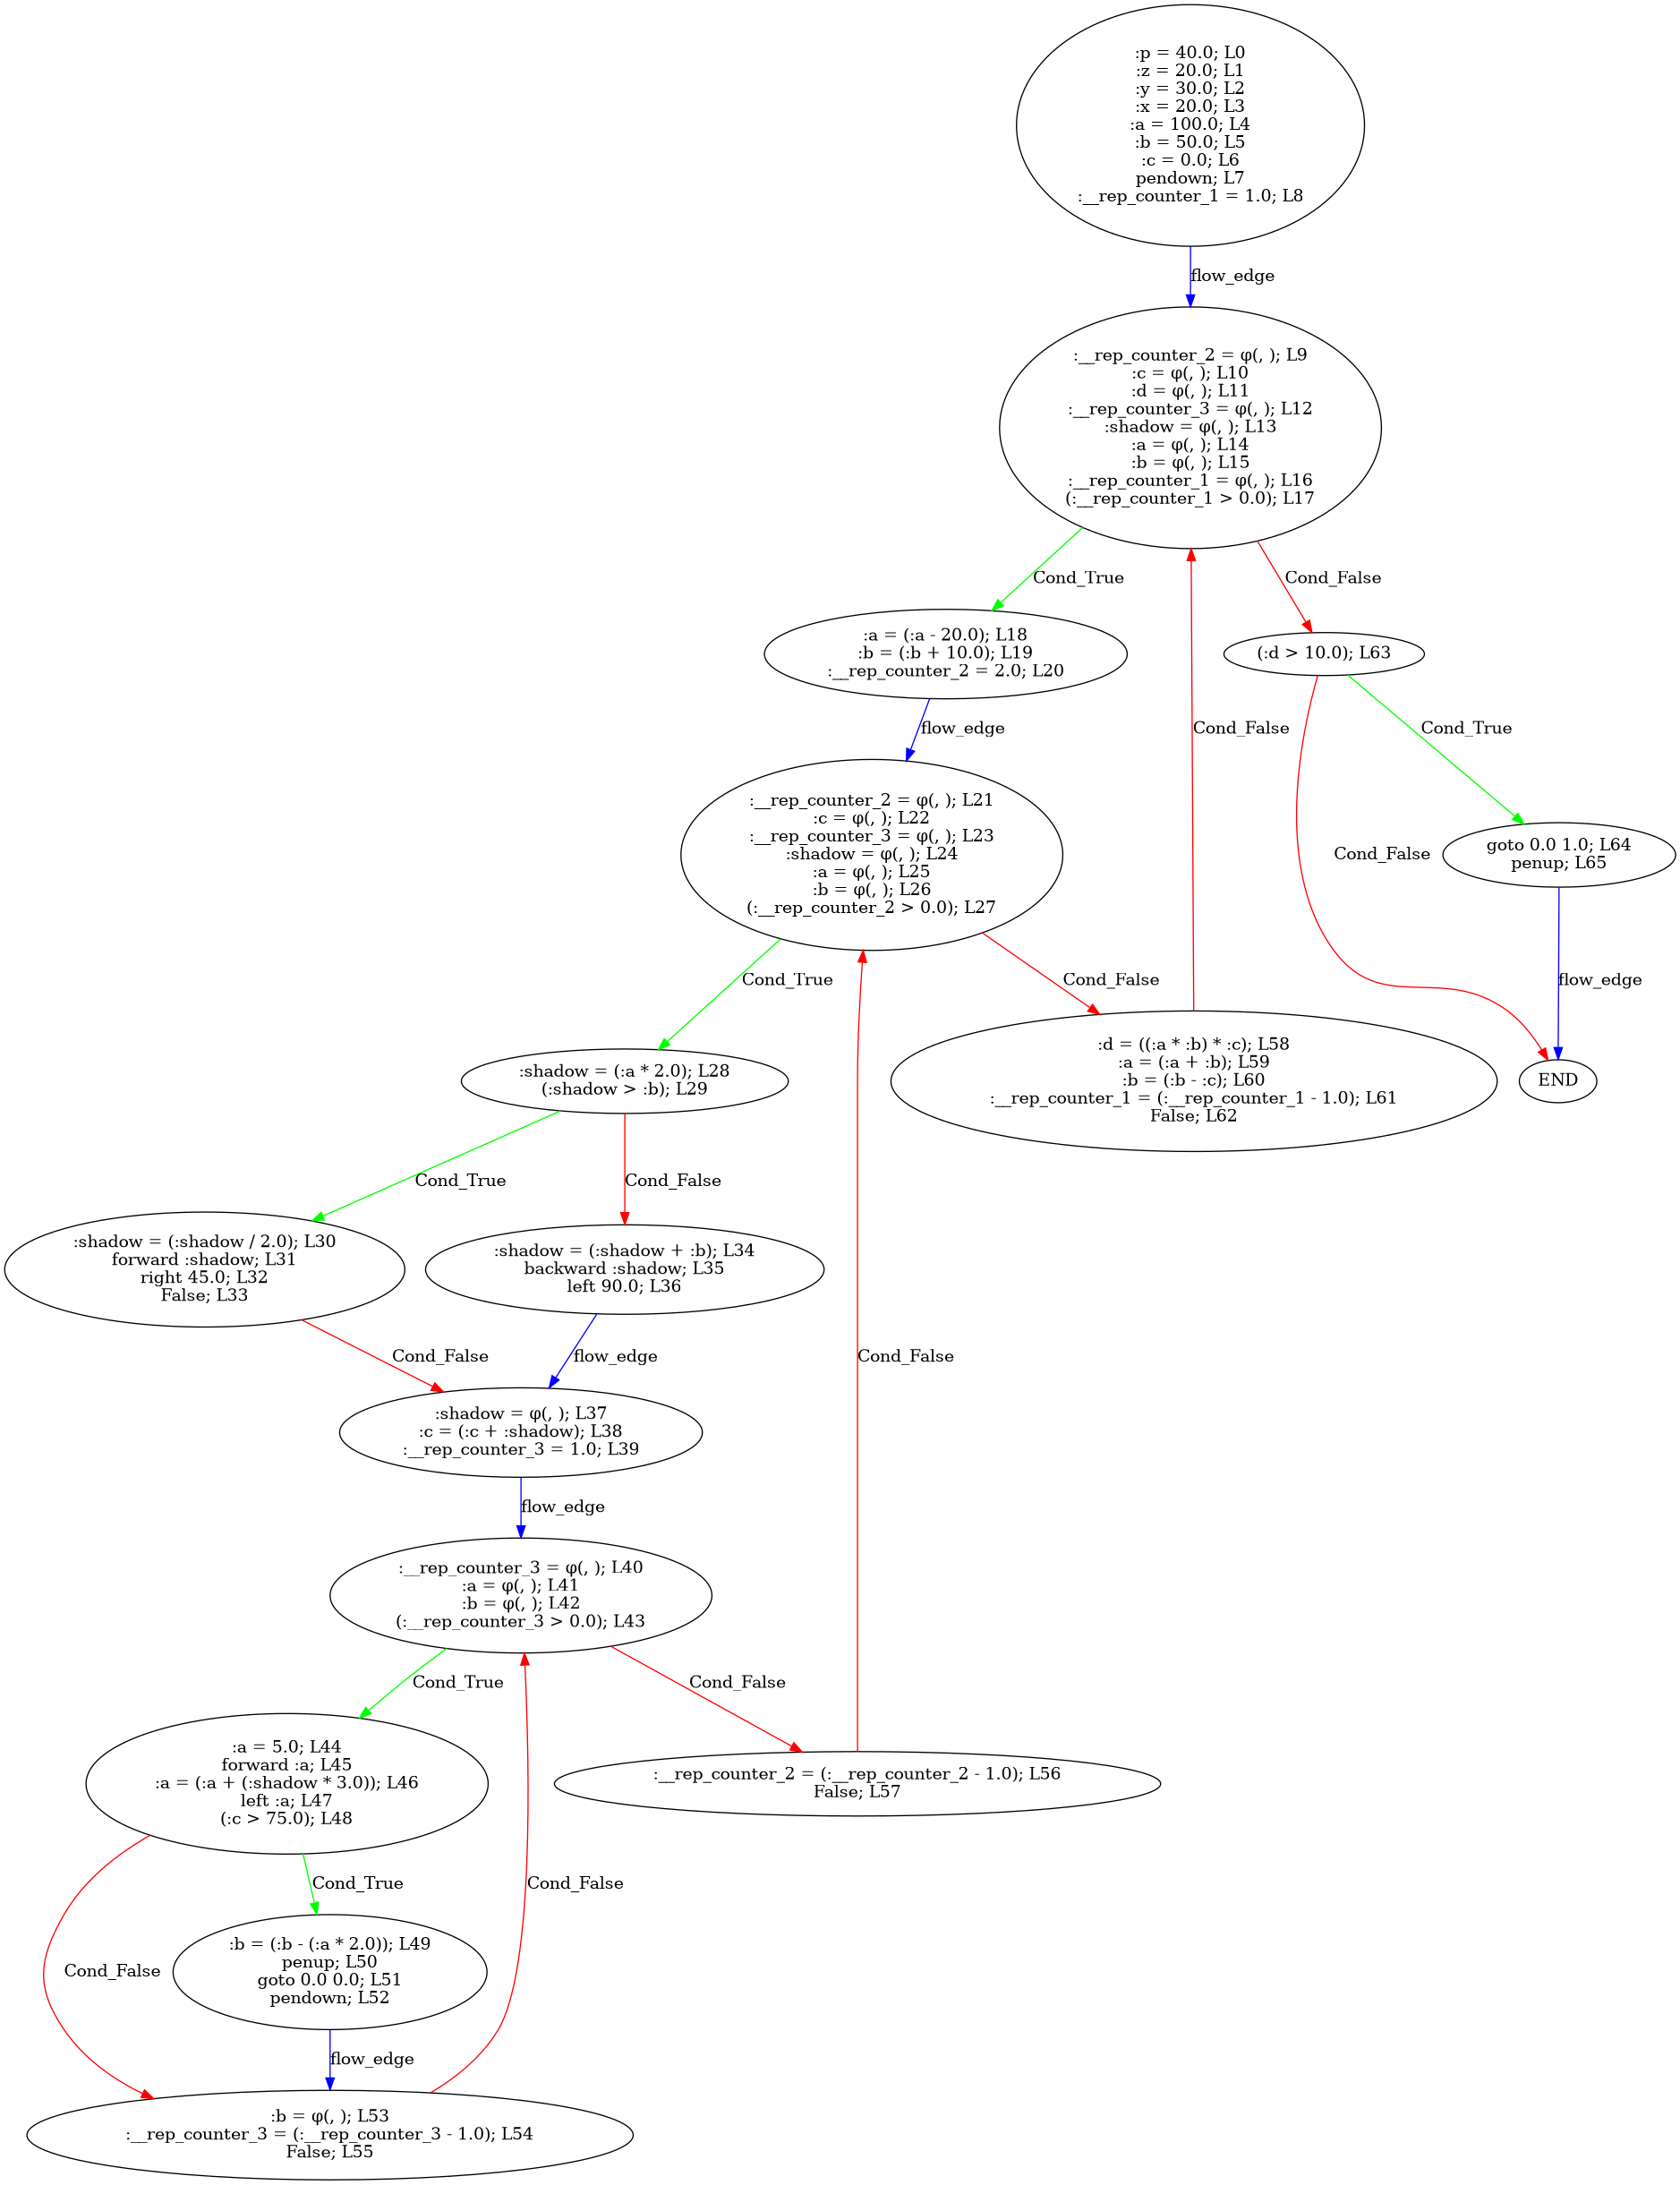 :p = 40.0; L0
:z = 20.0; L1
:y = 30.0; L2
:x = 20.0; L3
:a = 100.0; L4
:b = 50.0; L5
:c = 0.0; L6
pendown; L7
:__rep_counter_1 = 1.0; L8
flow_edge
:__rep_counter_2 = φ(, ); L9
:c = φ(, ); L10
:d = φ(, ); L11
:__rep_counter_3 = φ(, ); L12
:shadow = φ(, ); L13
:a = φ(, ); L14
:b = φ(, ); L15
:__rep_counter_1 = φ(, ); L16
(:__rep_counter_1 > 0.0); L17
Cond_True
Cond_False
:a = (:a - 20.0); L18
:b = (:b + 10.0); L19
:__rep_counter_2 = 2.0; L20
(:d > 10.0); L63
flow_edge
Cond_False
Cond_True
:__rep_counter_2 = φ(, ); L21
:c = φ(, ); L22
:__rep_counter_3 = φ(, ); L23
:shadow = φ(, ); L24
:a = φ(, ); L25
:b = φ(, ); L26
(:__rep_counter_2 > 0.0); L27
Cond_False
goto 0.0 1.0; L64
penup; L65
Cond_True
Cond_False
flow_edge
:shadow = (:a * 2.0); L28
(:shadow > :b); L29
:d = ((:a * :b) * :c); L58
:a = (:a + :b); L59
:b = (:b - :c); L60
:__rep_counter_1 = (:__rep_counter_1 - 1.0); L61
False; L62
END
Cond_True
Cond_False
:shadow = (:shadow / 2.0); L30
forward :shadow; L31
right 45.0; L32
False; L33
:shadow = (:shadow + :b); L34
backward :shadow; L35
left 90.0; L36
Cond_False
flow_edge
Cond_False
:shadow = φ(, ); L37
:c = (:c + :shadow); L38
:__rep_counter_3 = 1.0; L39
flow_edge
:__rep_counter_3 = φ(, ); L40
:a = φ(, ); L41
:b = φ(, ); L42
(:__rep_counter_3 > 0.0); L43
Cond_True
Cond_False
:a = 5.0; L44
forward :a; L45
:a = (:a + (:shadow * 3.0)); L46
left :a; L47
(:c > 75.0); L48
:__rep_counter_2 = (:__rep_counter_2 - 1.0); L56
False; L57
Cond_True
Cond_False
:b = (:b - (:a * 2.0)); L49
penup; L50
goto 0.0 0.0; L51
pendown; L52
Cond_False
flow_edge
:b = φ(, ); L53
:__rep_counter_3 = (:__rep_counter_3 - 1.0); L54
False; L55